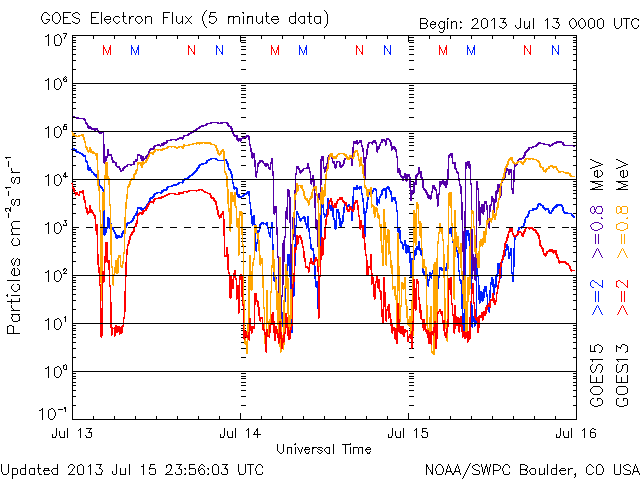 GOES Electron Flux (5 minute data)
Begin: 2013 Jul 13 0000 UTC
M M N N M M N N M M N N
10⁷
10⁶
10⁵
10⁴
10³
10²
10¹
10⁰
10⁻¹
Particles cm⁻²s⁻¹sr⁻¹
Jul 13 Jul 14 Jul 15 Jul 16
Universal Time
GOES15 >=2 >=0.8 MeV
GOES13 >=2 >=0.8 MeV
Updated 2013 Jul 15 23:56:03 UTC
NOAA/SWPC Boulder, CO USA